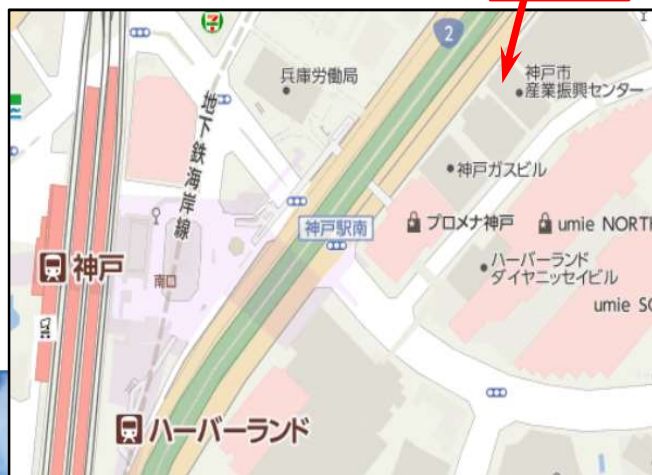 2
兵庫労働局
神戸市
産業振興センター
地下鉄海岸線
神戸ガスビル
神戸駅南
プロメナ神戸
umie NORTH
神戸
南口
ハーバーランド
ダイヤニッセイビル
umie SO
ハーバーランド